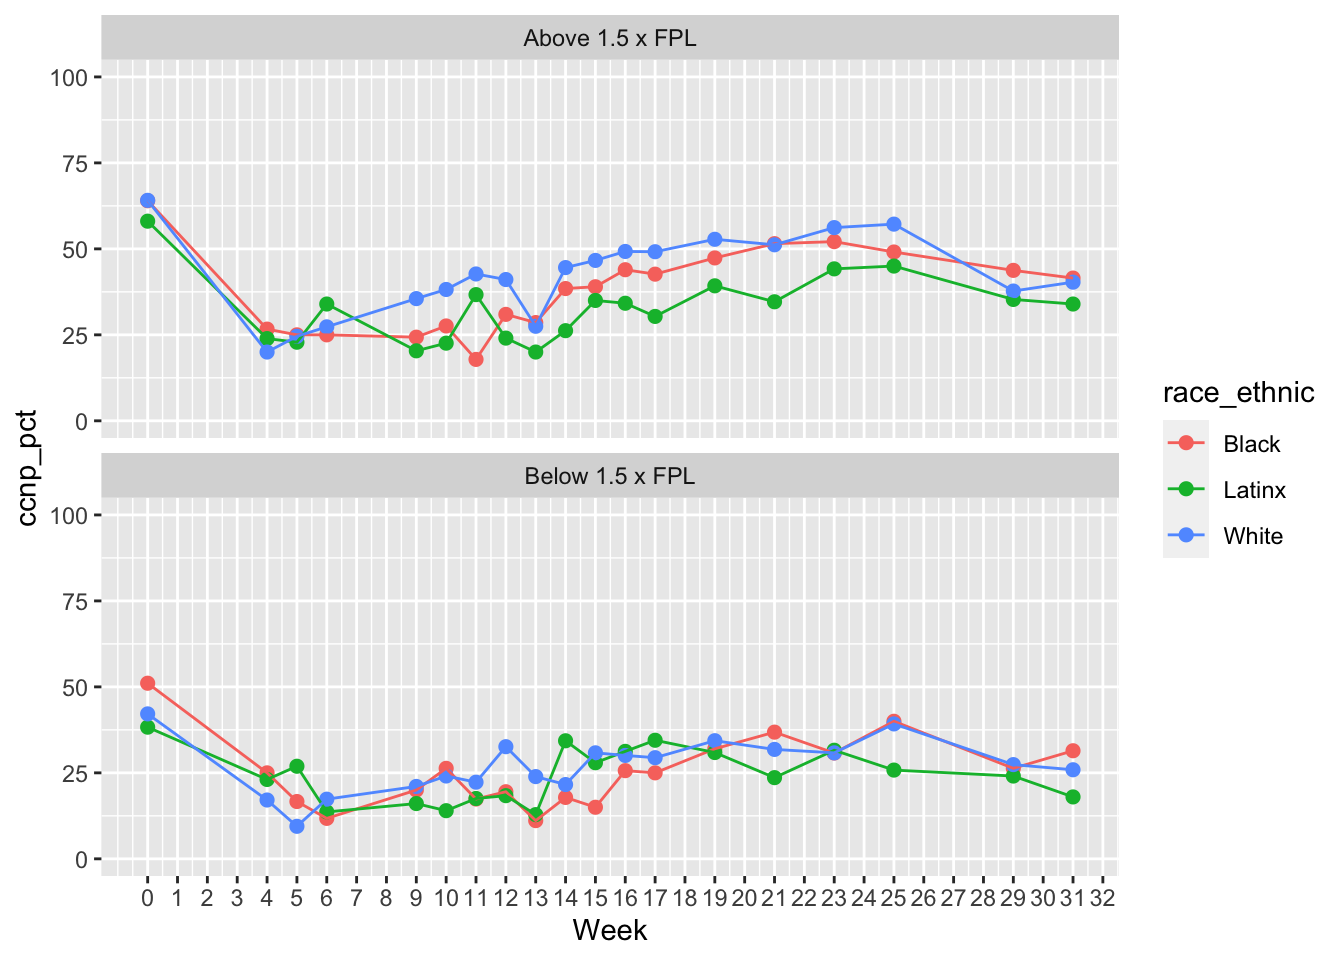 Above 1.5 x FPL
100
75
50
25
0
ccnp_pct
Below 1.5 x FPL
100
75
50
25
0
0 1 2 3 4 5 6 7 8 9 10 11 12 13 14 15 16 17 18 19 20 21 22 23 24 25 26 27 28 29 30 31 32
Week
race_ethnic
Black
Latinx
White